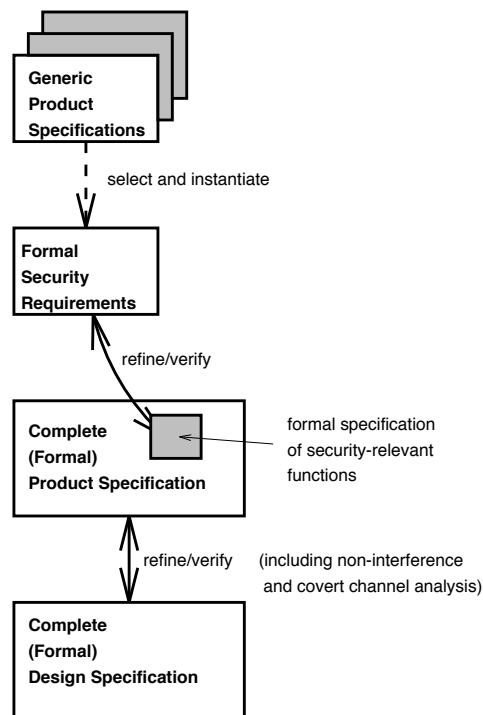 Generic
Product
Specifications
select and instantiate
Formal
Security
Requirements
refine/verify
Complete
(Formal)
Product Specification
formal specification
of security-relevant
functions
refine/verify
(including non-interference
and covert channel analysis)
Complete
(Formal)
Design Specification